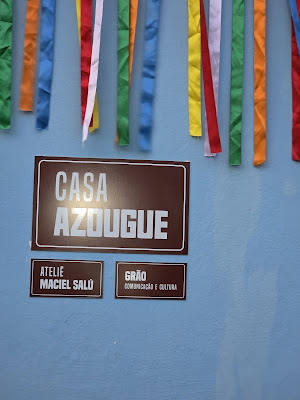 CASA
AZOUGUE
ATELIÊ
MACIEL SALÚ
GRÃO
COMUNICAÇÃO E CULTURA